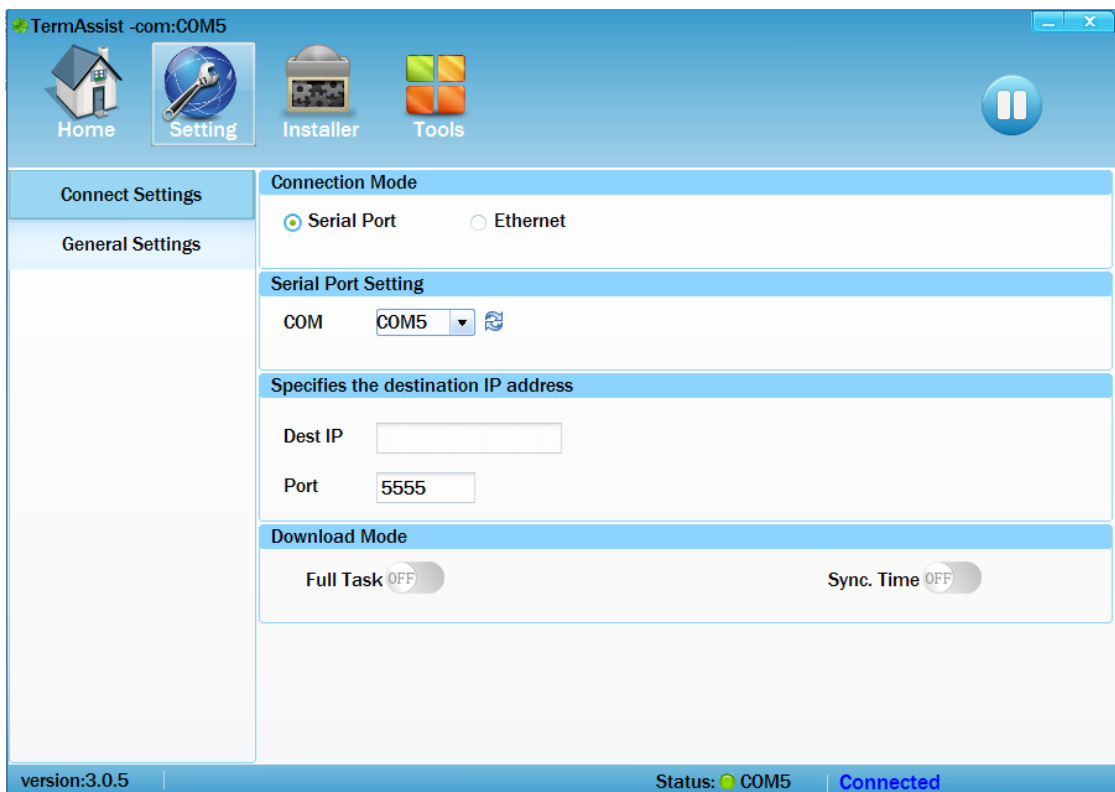 TermAssist -com:COM5
Home Setting Installer Tools
Connect Settings
General Settings
Connection Mode
Serial Port Ethernet
Serial Port Setting
COM COM5
Specifies the destination IP address
Dest IP
Port 5555
Download Mode
Full Task OFF Sync. Time OFF
version:3.0.5 Status: COM5 Connected